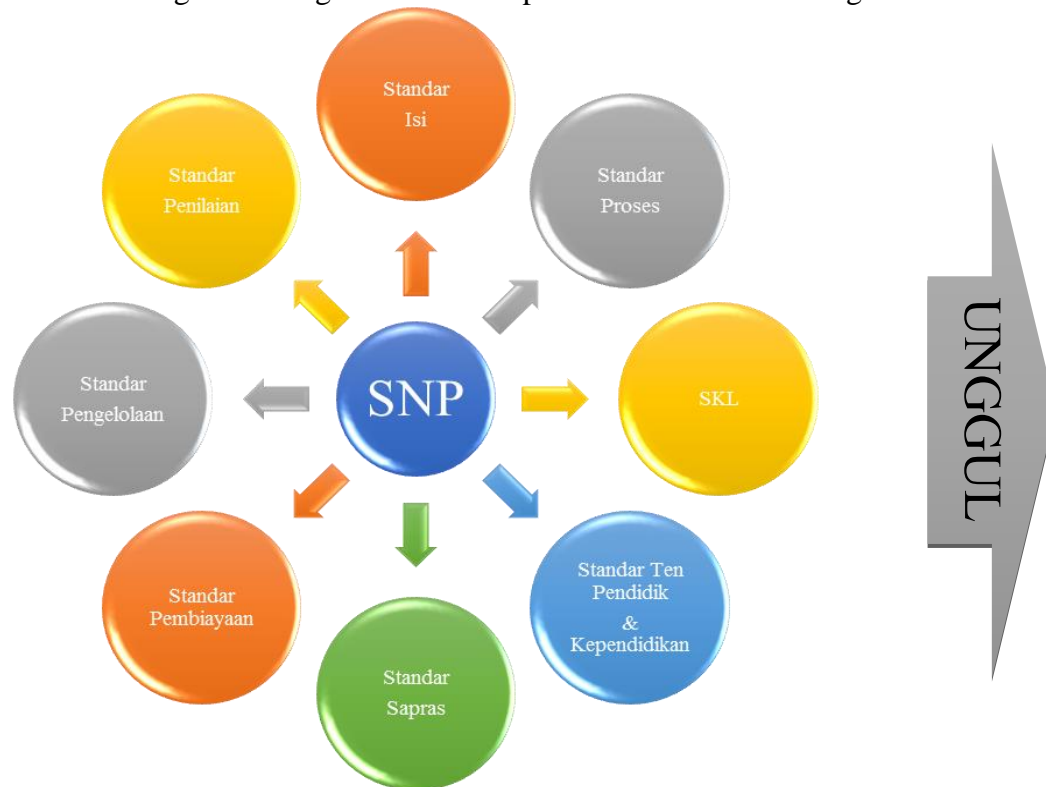 Standar
Isi
Standar
Proses
SKL
Standar Ten
Pendidik
&
Kependidikan
Standar
Sapras
Standar
Pembiayaan
Standar
Pengelolaan
Standar
Penilaian
SNP
UNGGUL